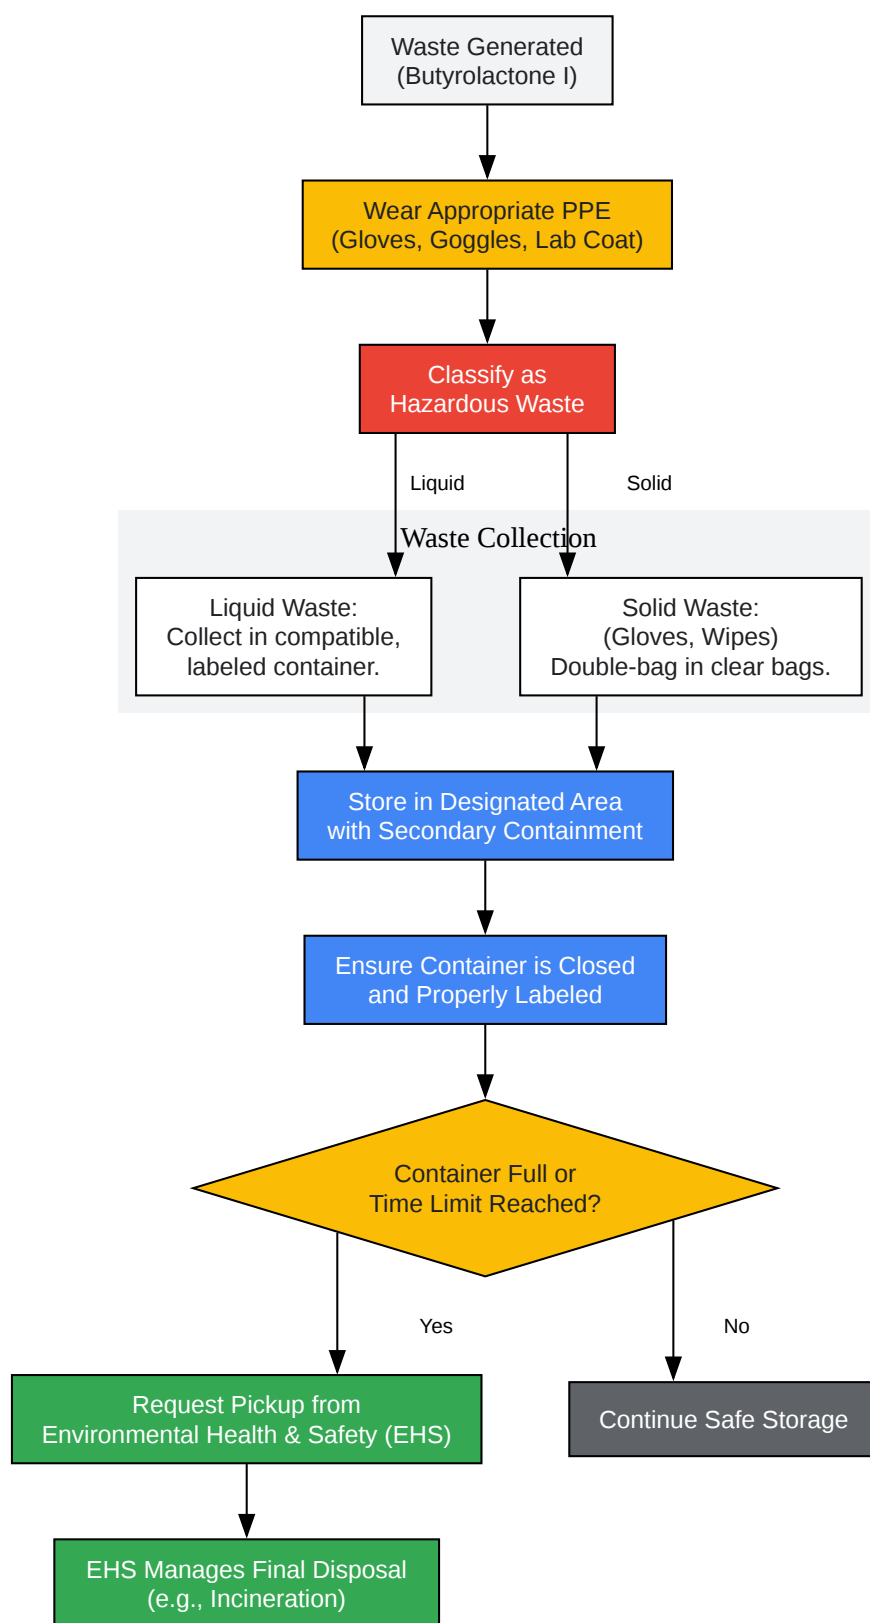 Waste Generated
(Butyrolactone I)
Wear Appropriate PPE
(Gloves, Goggles, Lab Coat)
Classify as
Hazardous Waste
Liquid
Solid
Waste Collection
Liquid Waste:
Collect in compatible,
labeled container.
Solid Waste:
(Gloves, Wipes)
Double-bag in clear bags.
Store in Designated Area
with Secondary Containment
Ensure Container is Closed
and Properly Labeled
Container Full or
Time Limit Reached?
Yes
No
Request Pickup from
Environmental Health & Safety (EHS)
Continue Safe Storage
EHS Manages Final Disposal
(e.g., Incineration)